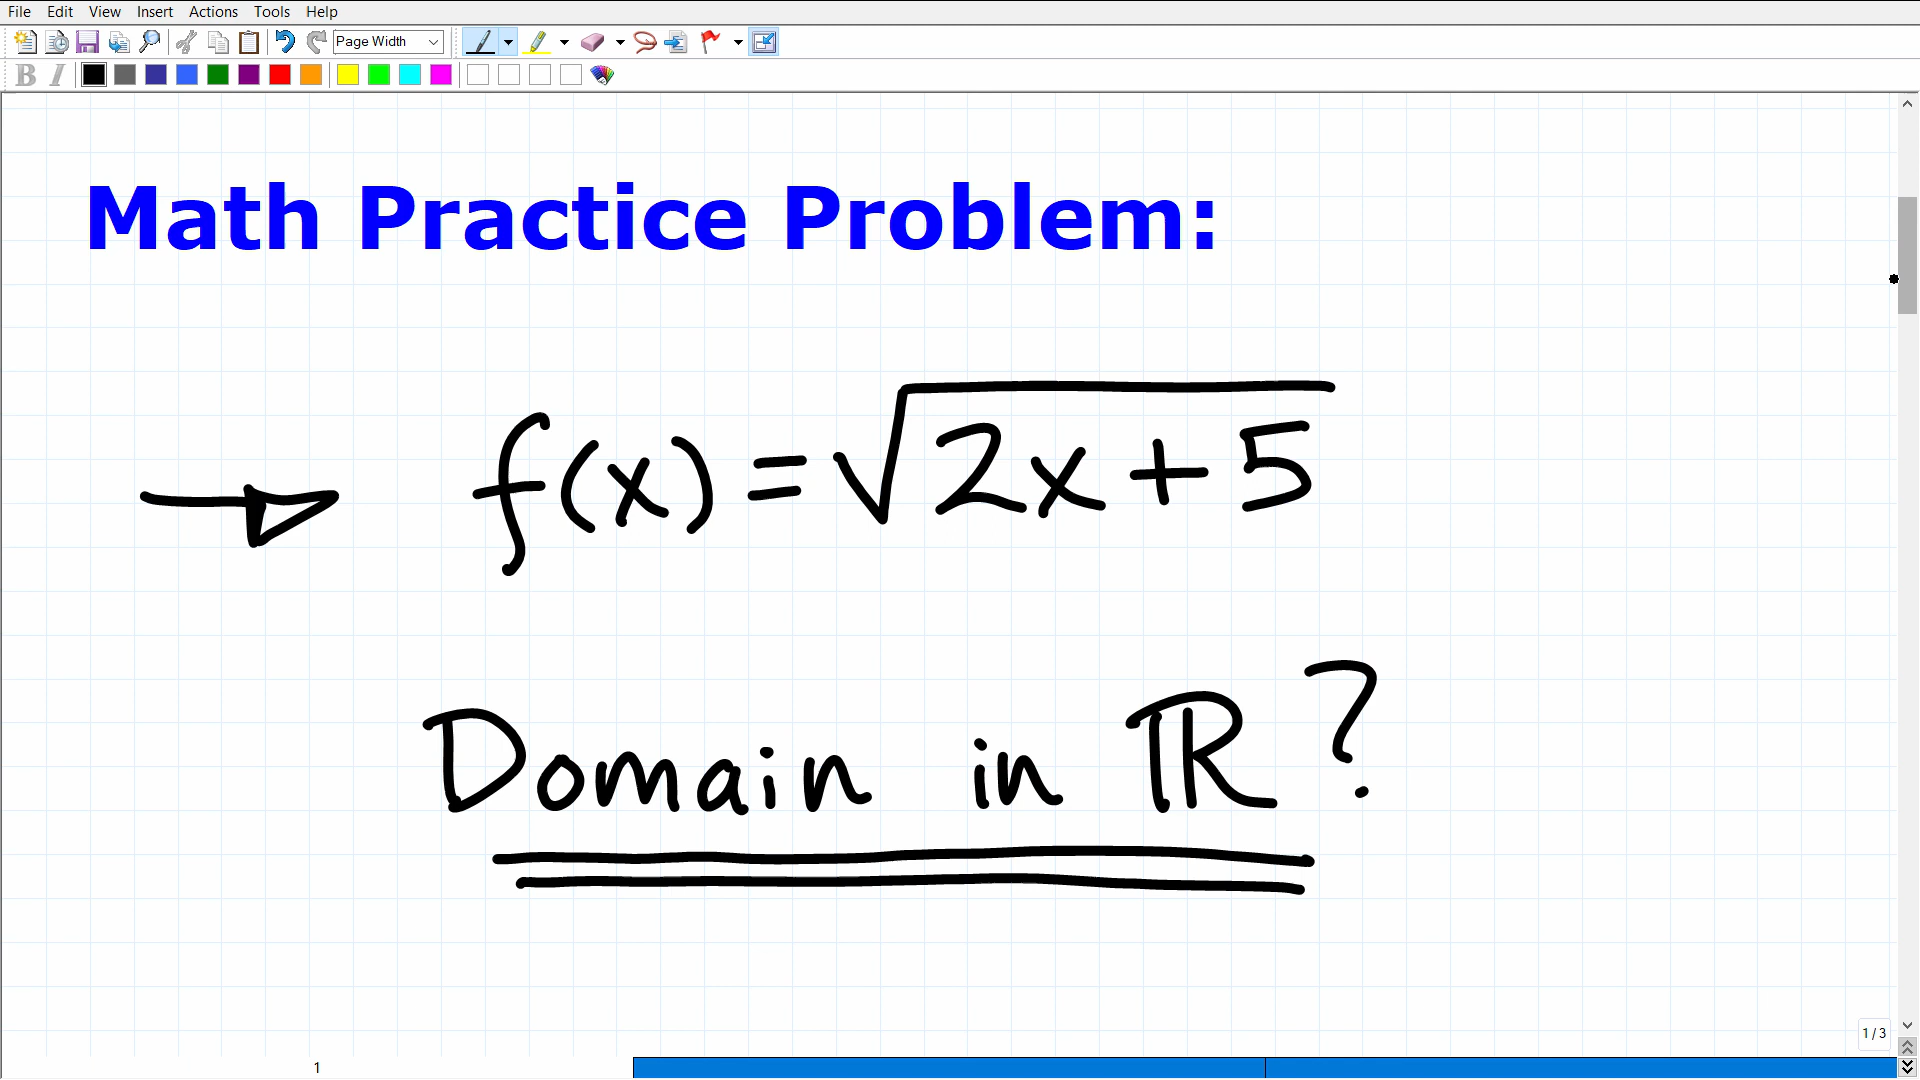 File Edit View Insert Actions Tools Help
Page Width
B I
Math Practice Problem:
f(x) = √2x + 5
Domain in ℝ?
1 / 3
1